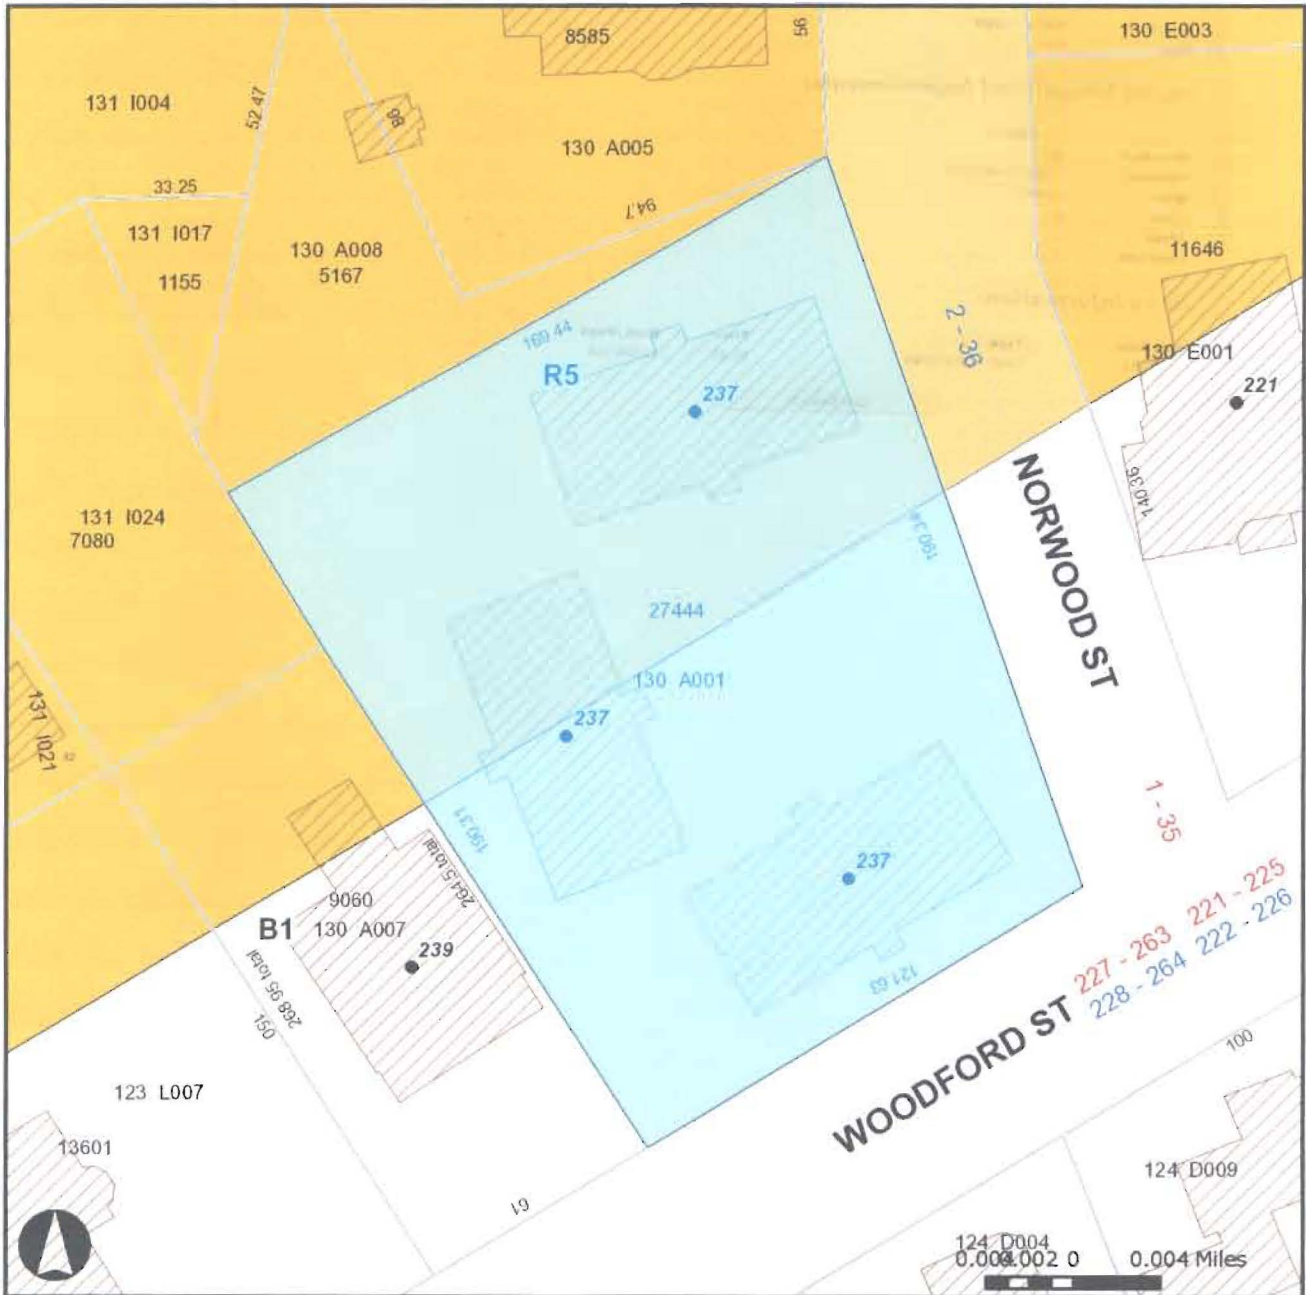 8585
56
130 E003
131 I004
52.47
98
130 A005
33.25
94.7
131 I017
130 A008
5167
11646
1155
169.44
2 - 36
130 E001
R5
237
221
NORWOOD ST
140.36
131 I024
7080
190.34
27444
130 A001
131 I021
237
190.31
264.5 total
1 - 35
237
9060
B1
130 A007
239
121.63
227 - 263 221 - 225
228 - 264 222 - 226
268.95 total
150
WOODFORD ST
100
123 L007
13601
124 D009
61
124 D004
0.002 0
0.004 Miles